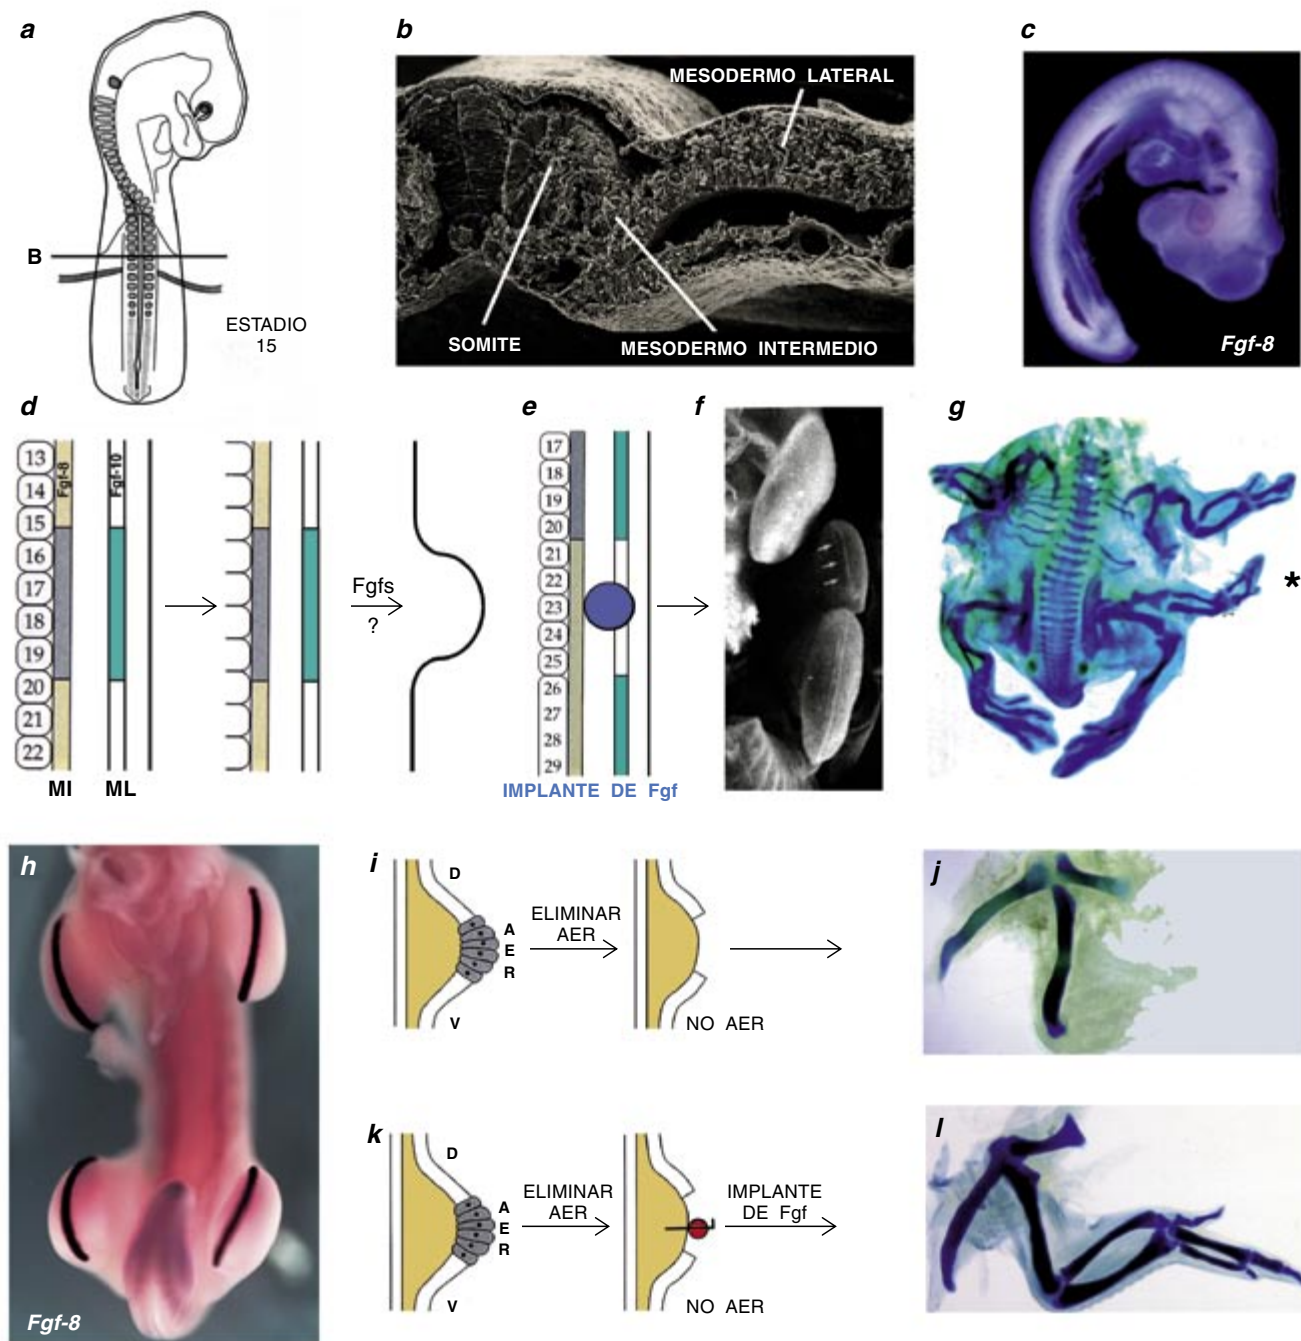 a
b
c
MESODERMO LATERAL
B
ESTADIO
15
SOMITE
MESODERMO INTERMEDIO
Fgf-8
d
e
f
g
13
14
15
16
17
18
19
20
21
22
Fgf-8
Fgf-10
MI
ML
Fgfs
?
17
18
19
20
21
22
23
24
25
26
27
28
29
IMPLANTE DE Fgf
*
h
Fgf-8
i
D
A
E
R
V
ELIMINAR
AER
NO AER
j
k
D
A
E
R
V
ELIMINAR
AER
NO AER
IMPLANTE
DE Fgf
l